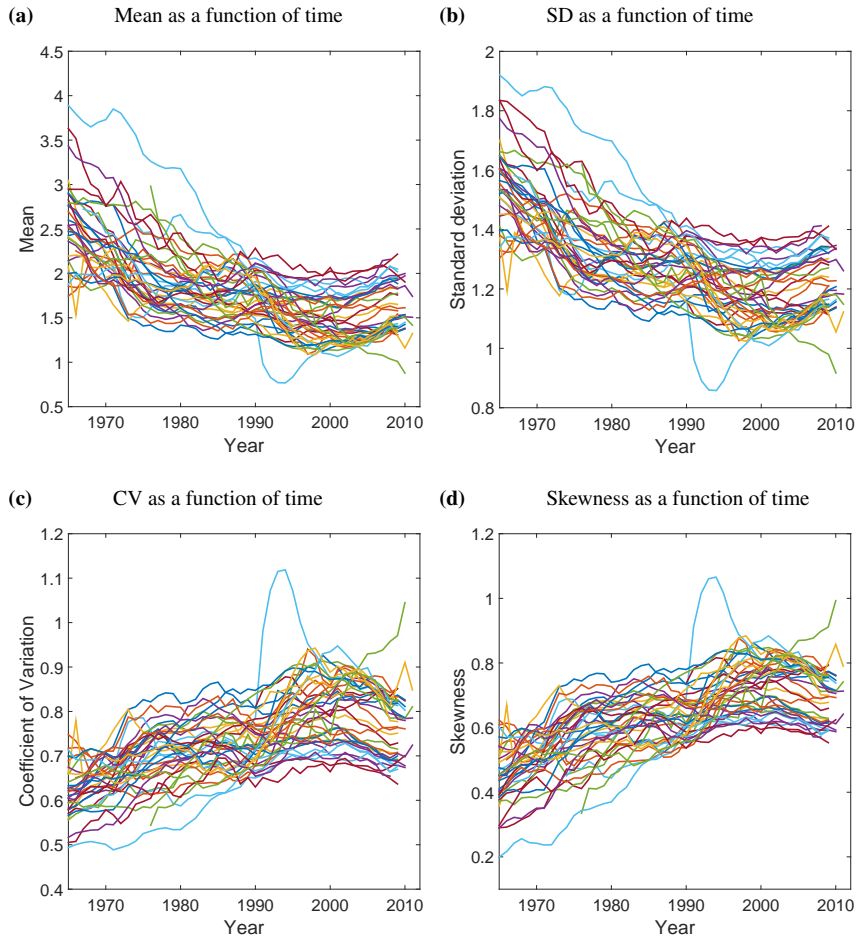 (a) Mean as a function of time
(b) SD as a function of time
4.5
4
3.5
3
2.5
2
1.5
1
0.5
Mean
1970 1980 1990 2000 2010
Year
2
1.8
1.6
1.4
1.2
1
0.8
Standard deviation
1970 1980 1990 2000 2010
Year
(c) CV as a function of time
(d) Skewness as a function of time
1.2
1.1
1
0.9
0.8
0.7
0.6
0.5
0.4
Coefficient of Variation
1970 1980 1990 2000 2010
Year
1.2
1
0.8
0.6
0.4
0.2
Skewness
1970 1980 1990 2000 2010
Year